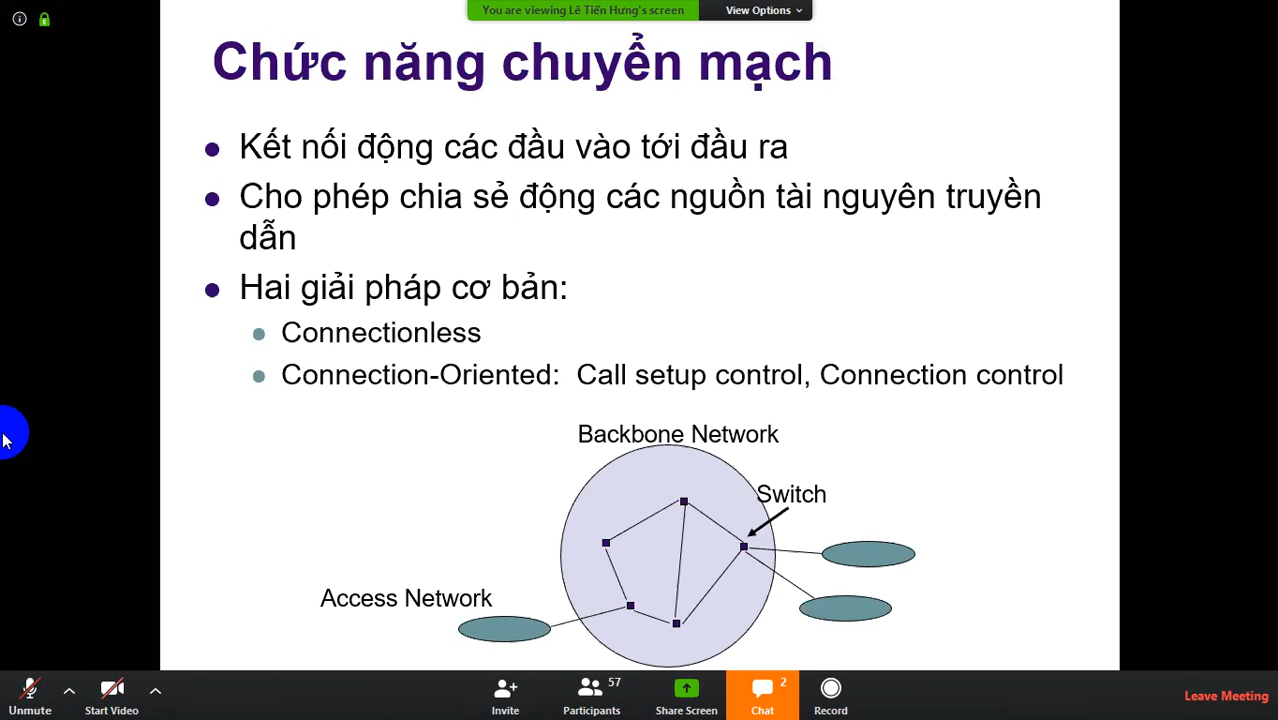 You are viewing Lê Tiến Hưng's screen
View Options
Chức năng chuyển mạch
Kết nối động các đầu vào tới đầu ra
Cho phép chia sẻ động các nguồn tài nguyên truyền
dẫn
Hai giải pháp cơ bản:
Connectionless
Connection-Oriented: Call setup control, Connection control
Backbone Network
Switch
Access Network
Unmute
Start Video
Invite
57
Participants
Share Screen
2
Chat
Record
Leave Meeting